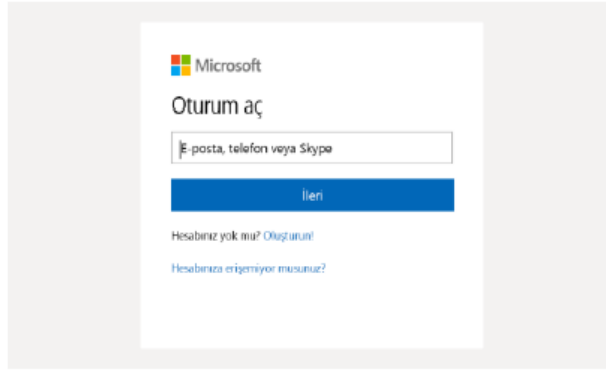 Microsoft
Oturum aç
E-posta, telefon veya Skype
İleri
Hesabınız yok mu? Oluşturun!
Hesabınıza erişemiyor musunuz?